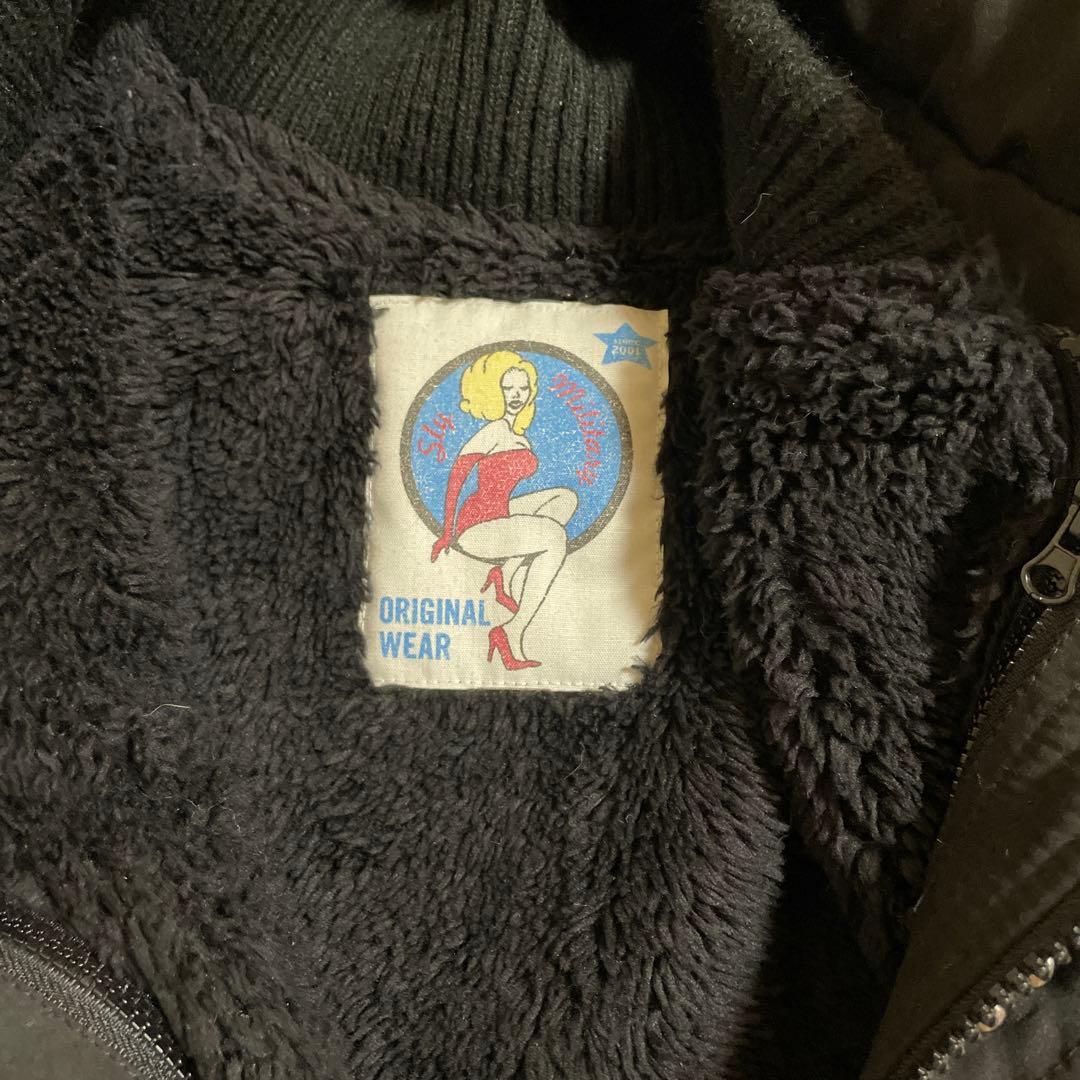 SINCE
2001
Sly Military
ORIGINAL
WEAR